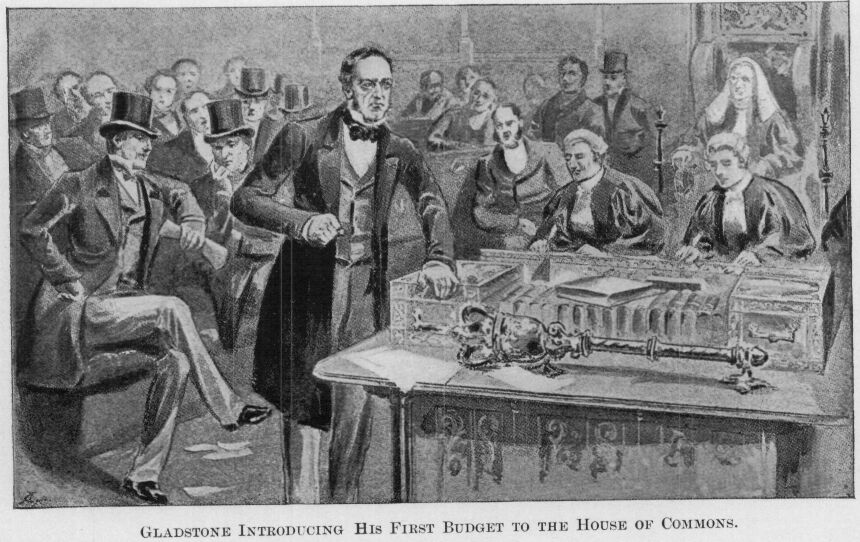 GLADSTONE INTRODUCING HIS FIRST BUDGET TO THE HOUSE OF COMMONS.